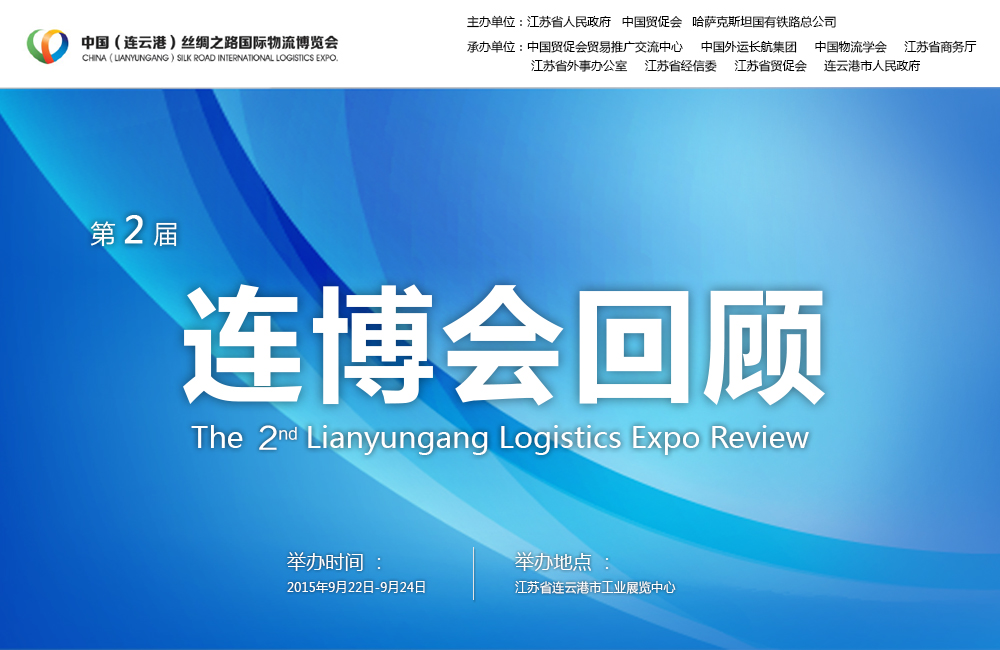 中国（连云港）丝绸之路国际物流博览会
CHINA（LIANYUNGANG）SILK ROAD INTERNATIONAL LOGISTICS EXPO.
主办单位：江苏省人民政府 中国贸促会 哈萨克斯坦国有铁路总公司
承办单位：中国贸促会贸易推广交流中心 中国外运长航集团 中国物流学会 江苏省商务厅
江苏省外事办公室 江苏省经信委 江苏省贸促会 连云港市人民政府
第2届
连博会回顾
The 2nd Lianyungang Logistics Expo Review
举办时间 ：
2015年9月22日-9月24日
举办地点 ：
江苏省连云港市工业展览中心